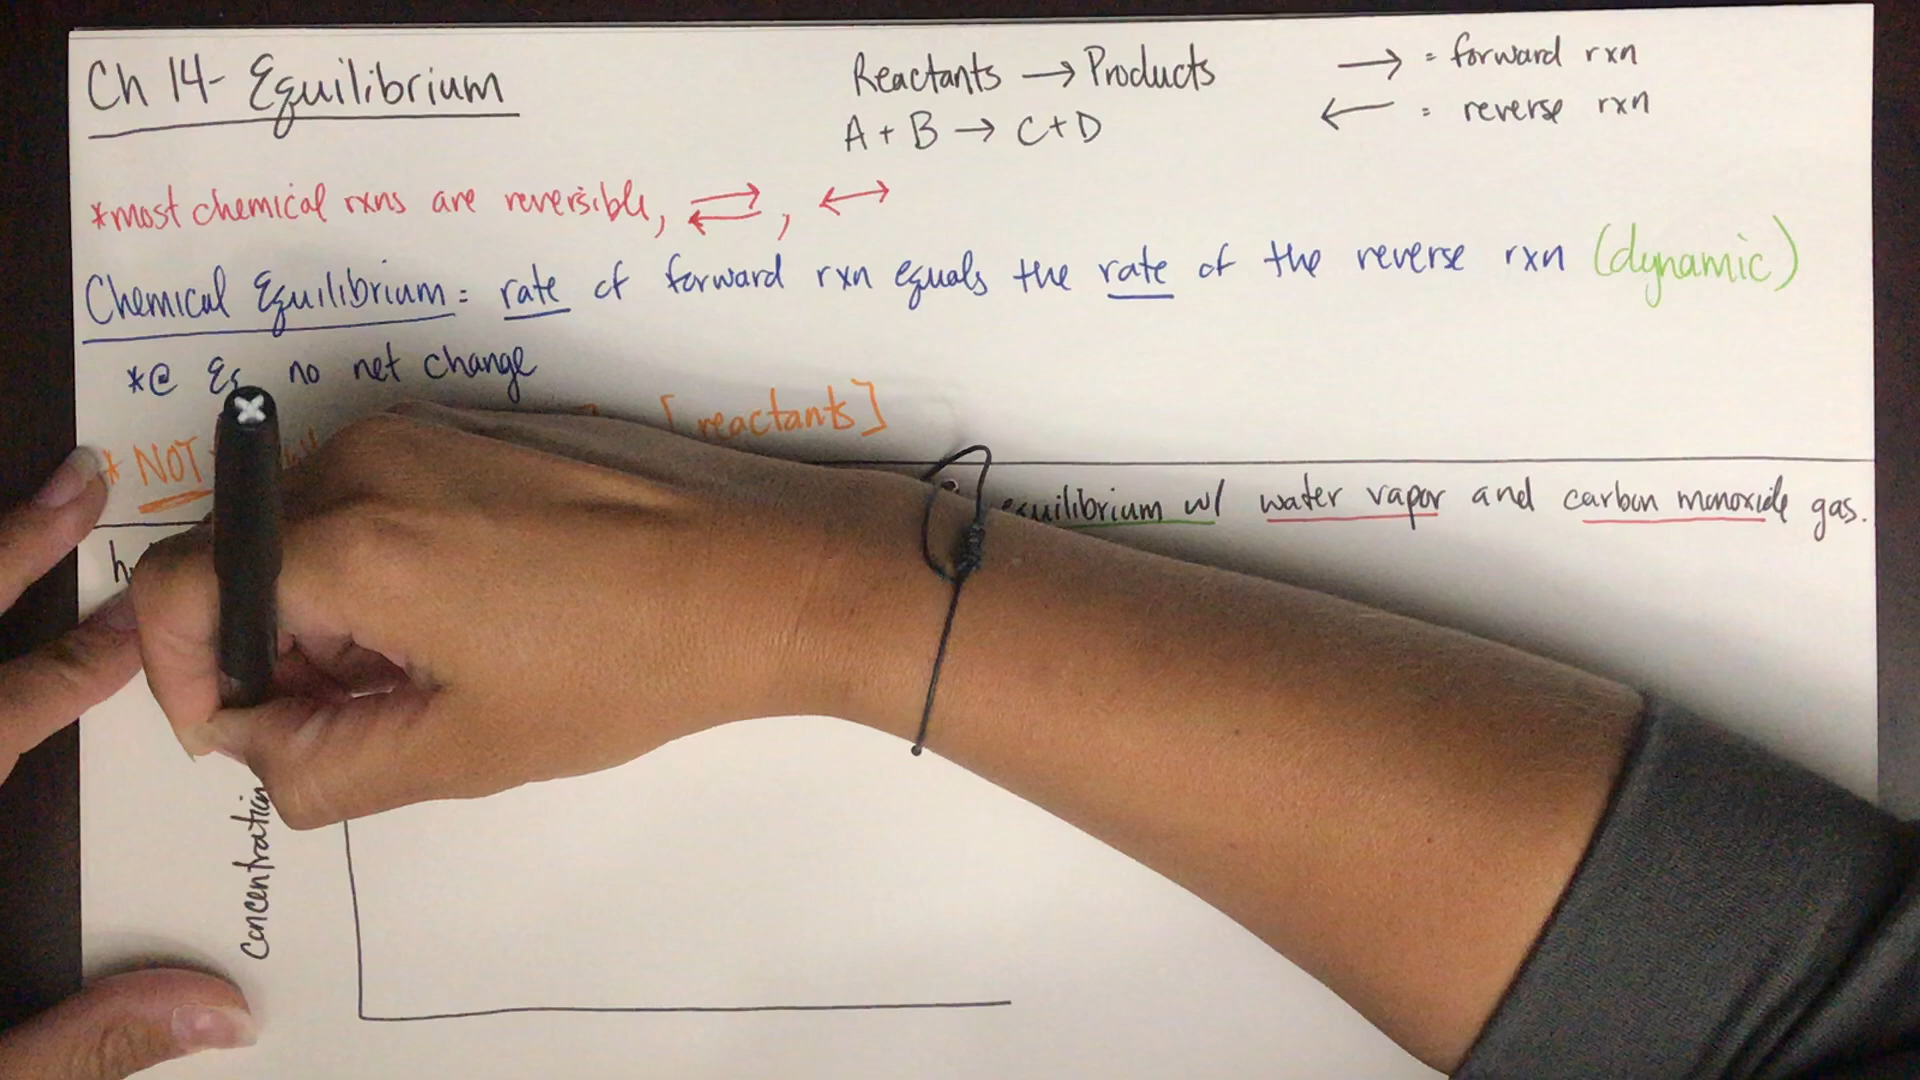 Ch 14- Equilibrium
Reactants → Products
A + B → C + D
→ = forward rxn
← = reverse rxn
*most chemical rxns are reversible, ⇄, ↔
Chemical Equilibrium = rate of forward rxn equals the rate of the reverse rxn (dynamic)
*@ Eq no net change
* NOT [reactants]
equilibrium w/ water vapor and carbon monoxide gas.
Concentration